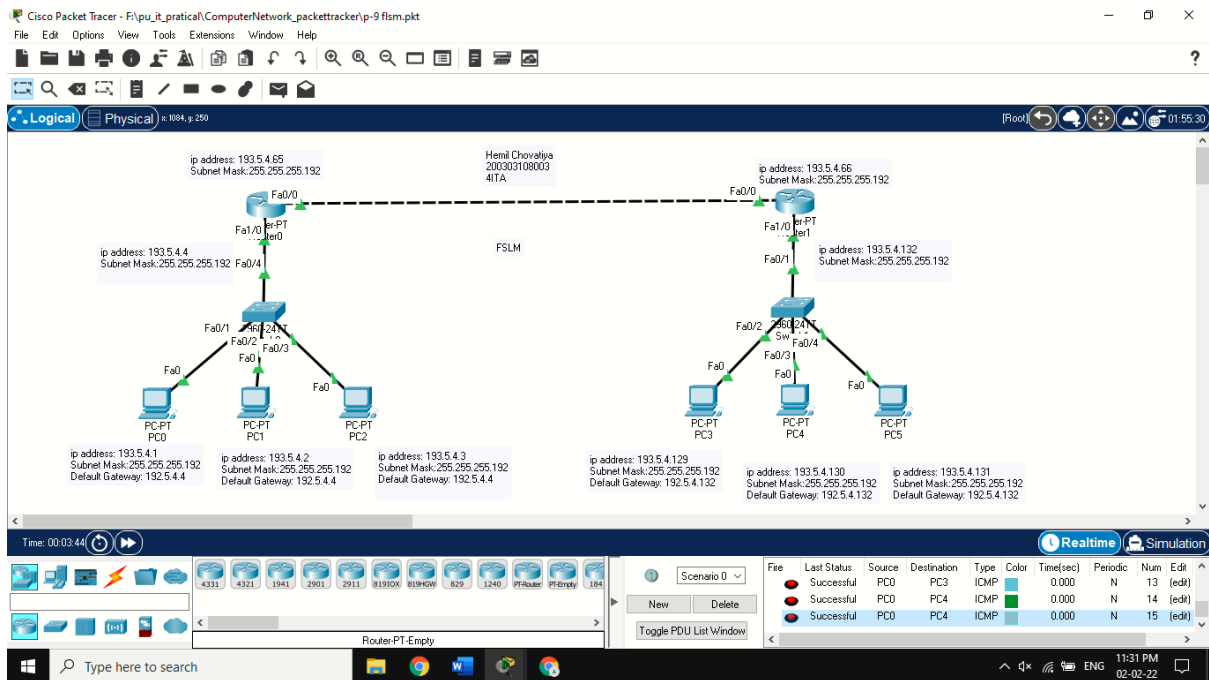 Cisco Packet Tracer - F:\pu_it_pratical\ComputerNetwork_packettracker\p-9 flsm.pkt
File Edit Options View Tools Extensions Window Help
?
Logical Physical x: 1084, y: 250
[Root] 01:55:30
ip address: 193.5.4.65
Subnet Mask:255.255.255.192
Hemil Chovatiya
200303108003
4ITA
ip address: 193.5.4.66
Subnet Mask:255.255.255.192
Fa0/0
Fa0/0
Fa1/0 er-PT
Fa1/0 er-PT
ter1
ip address: 193.5.4.4
Subnet Mask:255.255.255.192
Fa0/4
FSLM
ip address: 193.5.4.132
Subnet Mask:255.255.255.192
Fa0/1
Fa0/1
Fa0/2
Fa0/3
Fa0/2
Fa0/4
Fa0/3
Fa0
Fa0
Fa0
Fa0
Fa0
Fa0
PC-PT
PC0
PC-PT
PC1
PC-PT
PC2
PC-PT
PC3
PC-PT
PC4
PC-PT
PC5
ip address: 193.5.4.1
Subnet Mask:255.255.255.192
Default Gateway: 192.5.4.4
ip address: 193.5.4.2
Subnet Mask:255.255.255.192
Default Gateway: 192.5.4.4
ip address: 193.5.4.3
Subnet Mask:255.255.255.192
Default Gateway: 192.5.4.4
ip address: 193.5.4.129
Subnet Mask:255.255.255.192
Default Gateway: 192.5.4.132
ip address: 193.5.4.130
Subnet Mask:255.255.255.192
Default Gateway: 192.5.4.132
ip address: 193.5.4.131
Subnet Mask:255.255.255.192
Default Gateway: 192.5.4.132
Time: 00:03:44
Realtime Simulation
4331 4321 1941 2901 2911 819IOX 819HGW 829 1240 PT-Router PT-Empty 184
Router-PT-Empty
Scenario 0
New Delete
Toggle PDU List Window
Fire Last Status Source Destination Type Color Time(sec) Periodic Num Edit
Successful PC0 PC3 ICMP 0.000 N 13 (edit)
Successful PC0 PC4 ICMP 0.000 N 14 (edit)
Successful PC0 PC4 ICMP 0.000 N 15 (edit)
Type here to search
ENG
11:31 PM
02-02-22